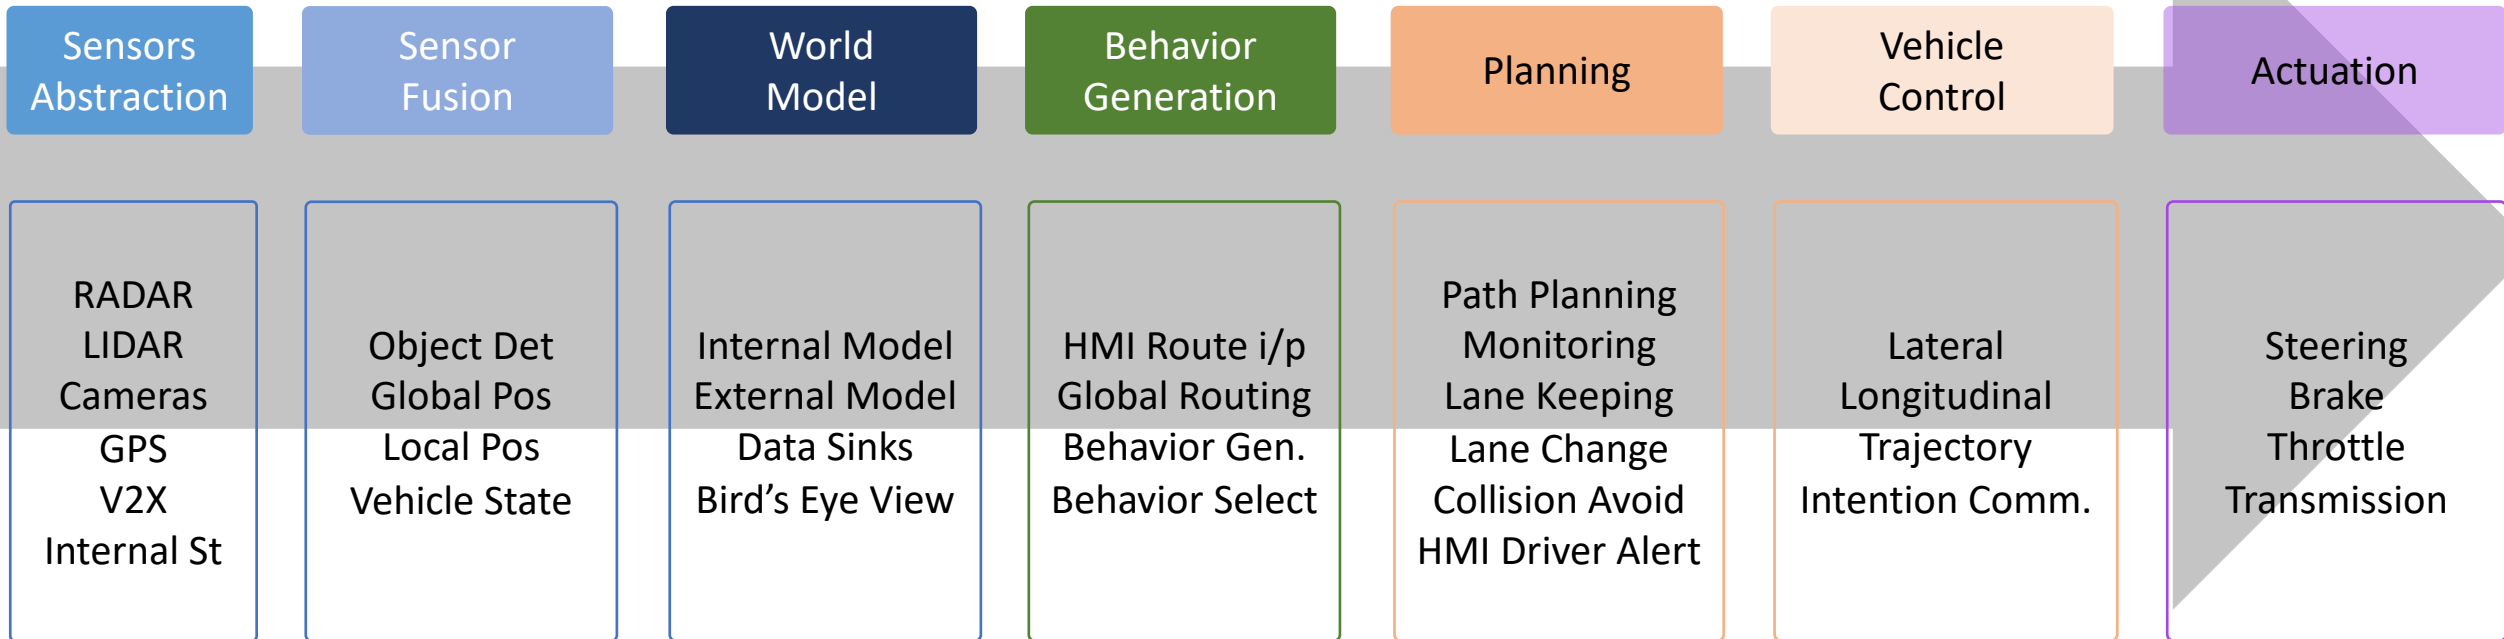 Sensors
Abstraction
Sensor
Fusion
World
Model
Behavior
Generation
Planning
Vehicle
Control
Actuation
RADAR
LIDAR
Cameras
GPS
V2X
Internal St
Object Det
Global Pos
Local Pos
Vehicle State
Internal Model
External Model
Data Sinks
Bird’s Eye View
HMI Route i/p
Global Routing
Behavior Gen.
Behavior Select
Path Planning
Monitoring
Lane Keeping
Lane Change
Collision Avoid
HMI Driver Alert
Lateral
Longitudinal
Trajectory
Intention Comm.
Steering
Brake
Throttle
Transmission